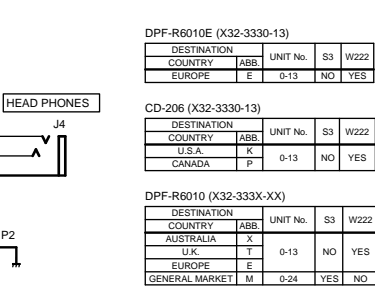 DPF-R6010E (X32-3330-13)
DESTINATION UNIT No. S3 W222
COUNTRY ABB.
EUROPE E 0-13 NO YES
HEAD PHONES
J4
CD-206 (X32-3330-13)
DESTINATION UNIT No. S3 W222
COUNTRY ABB.
U.S.A. K 0-13 NO YES
CANADA P
DPF-R6010 (X32-333X-XX)
DESTINATION UNIT No. S3 W222
COUNTRY ABB.
AUSTRALIA X
U.K. T 0-13 NO YES
EUROPE E
GENERAL MARKET M 0-24 YES NO
P2